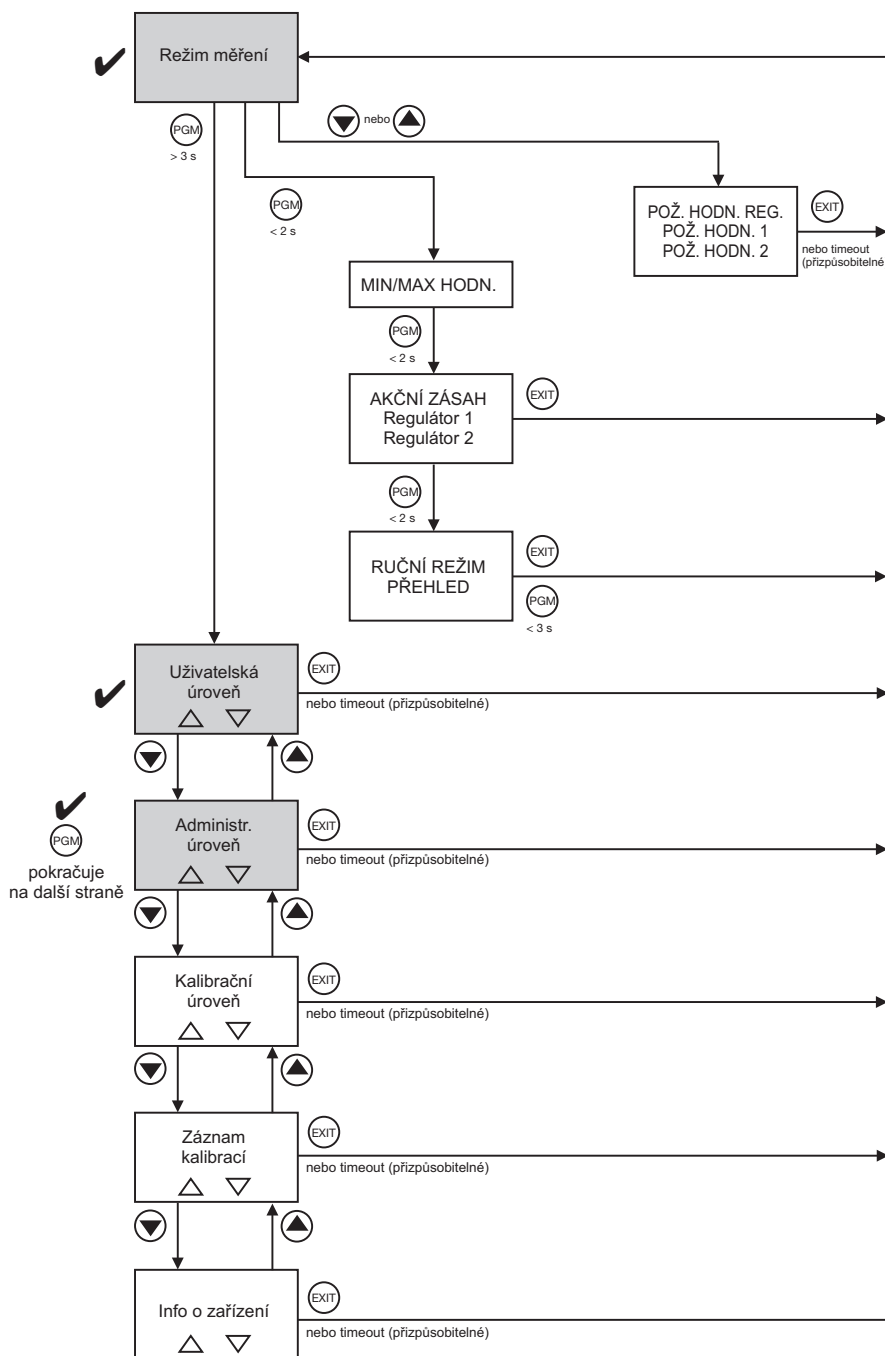 Režim měření
PGM
> 3 s
nebo
PGM
< 2 s
POŽ. HODN. REG.
POŽ. HODN. 1
POŽ. HODN. 2
EXIT
nebo timeout
(přizpůsobitelné
MIN/MAX HODN.
PGM
< 2 s
AKČNÍ ZÁSAH
Regulátor 1
Regulátor 2
EXIT
PGM
< 2 s
RUČNÍ REŽIM
PŘEHLED
EXIT
PGM
< 3 s
Uživatelská
úroveň
EXIT
nebo timeout (přizpůsobitelné)
PGM
pokračuje
na další straně
Administr.
úroveň
EXIT
nebo timeout (přizpůsobitelné)
Kalibrační
úroveň
EXIT
nebo timeout (přizpůsobitelné)
Záznam
kalibrací
EXIT
nebo timeout (přizpůsobitelné)
Info o zařízení
EXIT
nebo timeout (přizpůsobitelné)